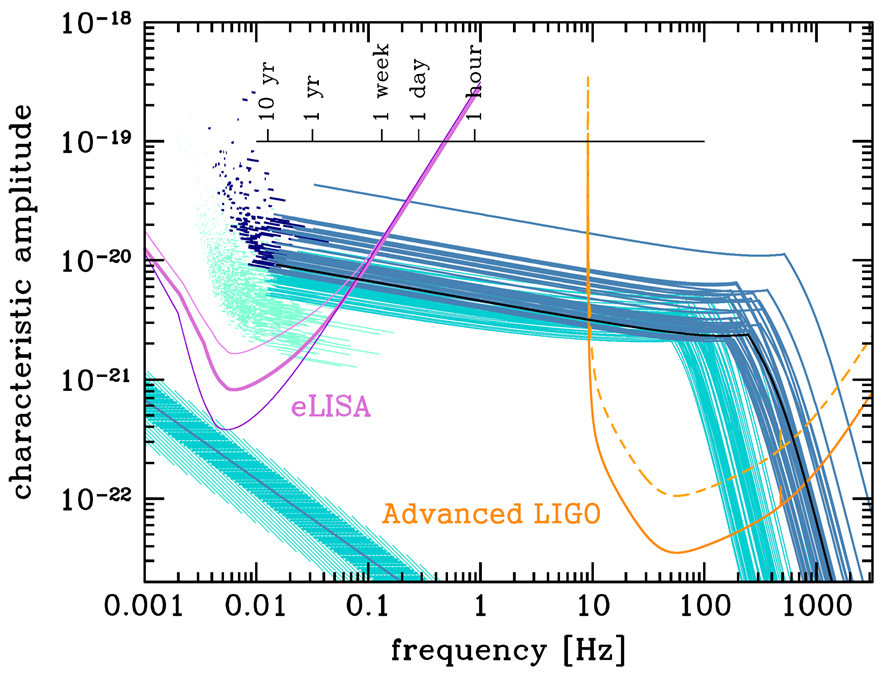 10⁻¹⁸
10⁻¹⁹
10⁻²⁰
10⁻²¹
10⁻²²
characteristic amplitude
10 yr
1 yr
1 week
1 day
1 hour
eLISA
Advanced LIGO
0.001 0.01 0.1 1 10 100 1000
frequency [Hz]